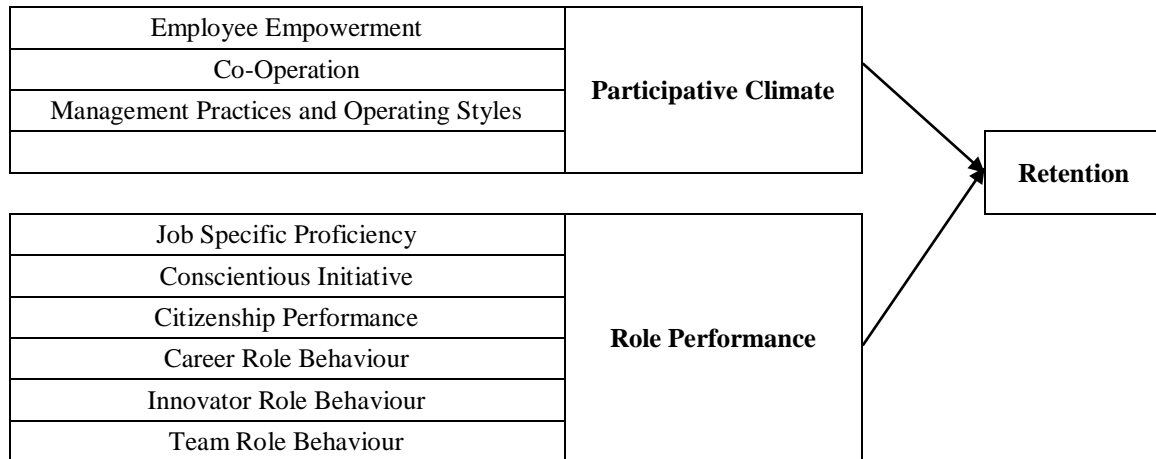 Employee Empowerment
Co-Operation
Management Practices and Operating Styles
Participative Climate
Retention
Job Specific Proficiency
Conscientious Initiative
Citizenship Performance
Career Role Behaviour
Innovator Role Behaviour
Team Role Behaviour
Role Performance